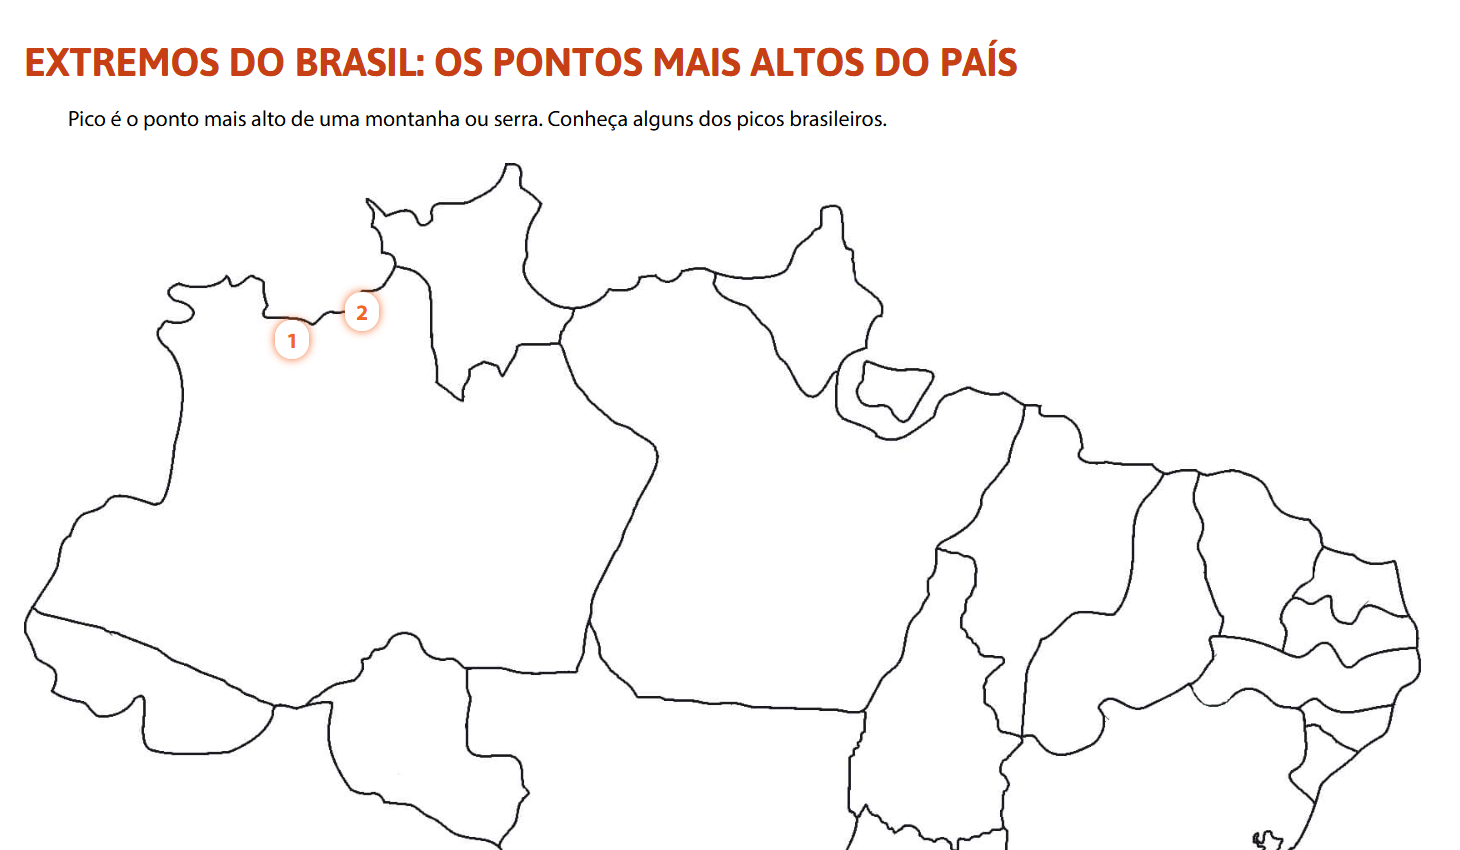 EXTREMOS DO BRASIL: OS PONTOS MAIS ALTOS DO PAÍS
Pico é o ponto mais alto de uma montanha ou serra. Conheça alguns dos picos brasileiros.
2
1